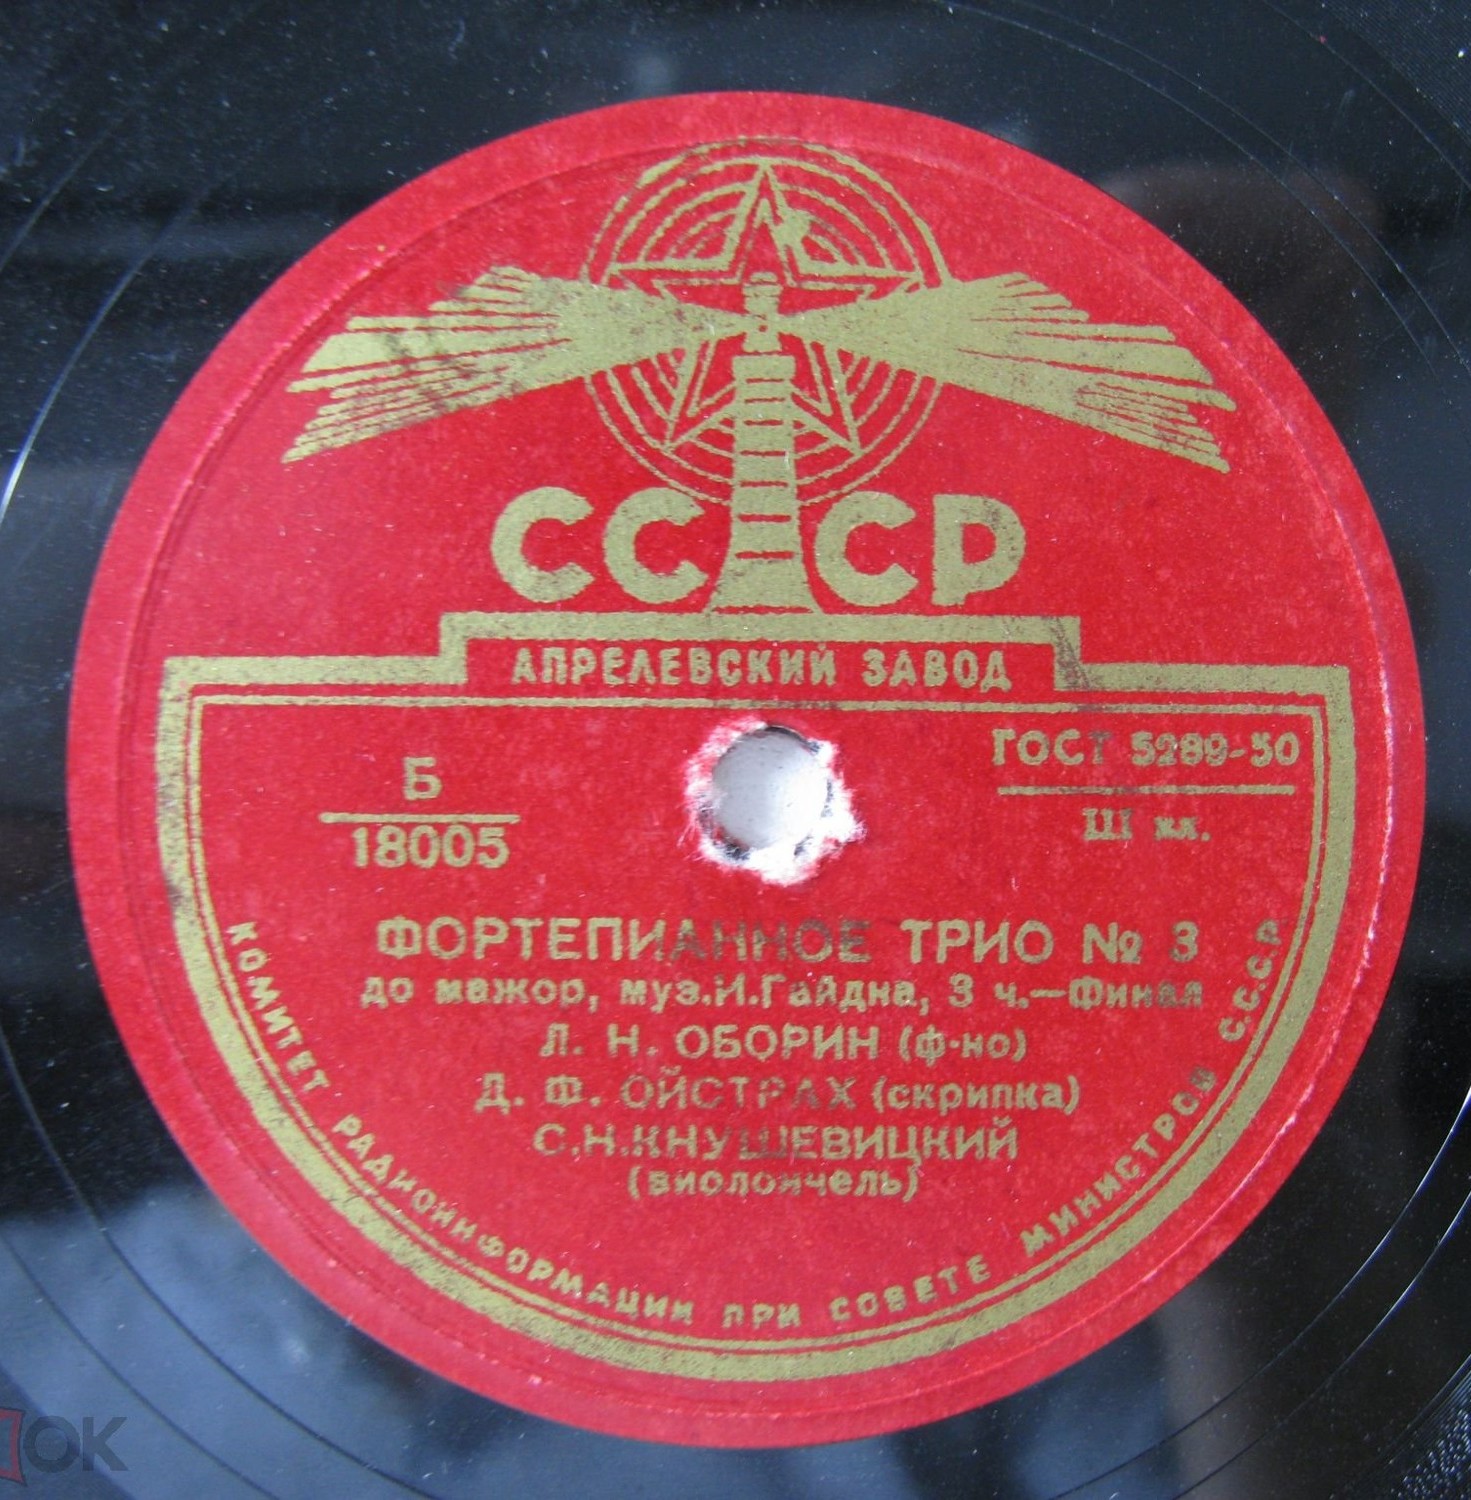 СССР
АПРЕЛЕВСКИЙ ЗАВОД
Б
18005
ГОСТ 5289-50
III кл.
ФОРТЕПИАННОЕ ТРИО № 3
до мажор, муз.И.Гайдна, 3 ч.—Финал
Л. Н. ОБОРИН (ф-но)
Д. Ф. ОЙСТРАХ (скрипка)
С.Н.КНУШЕВИЦКИЙ
(виолончель)
КОМИТЕТ РАДИОИНФОРМАЦИИ ПРИ СОВЕТЕ МИНИСТРОВ С.С.С.Р
ОК